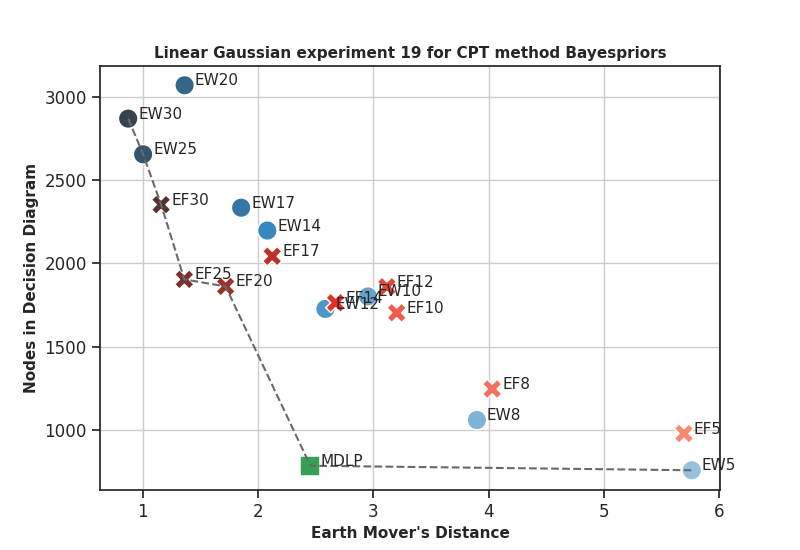 Linear Gaussian experiment 19 for CPT method Bayespriors
Nodes in Decision Diagram
3000
2500
2000
1500
1000
EW20
EW30
EW25
EF30
EW17
EW14
EF17
EF25
EF20
EF12
EW10
EF14
EW12
EF10
EF8
EW8
EF5
MDLP
EW5
1
2
3
4
5
6
Earth Mover's Distance